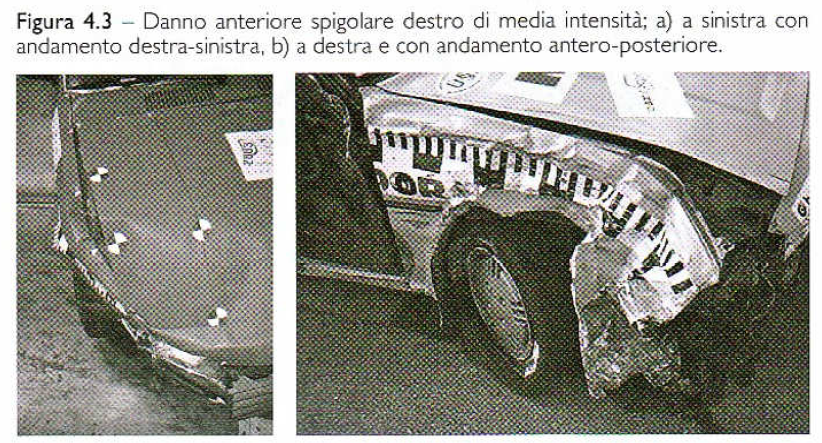 Figura 4.3 – Danno anteriore spigolare destro di media intensità; a) a sinistra con
andamento destra-sinistra, b) a destra e con andamento antero-posteriore.